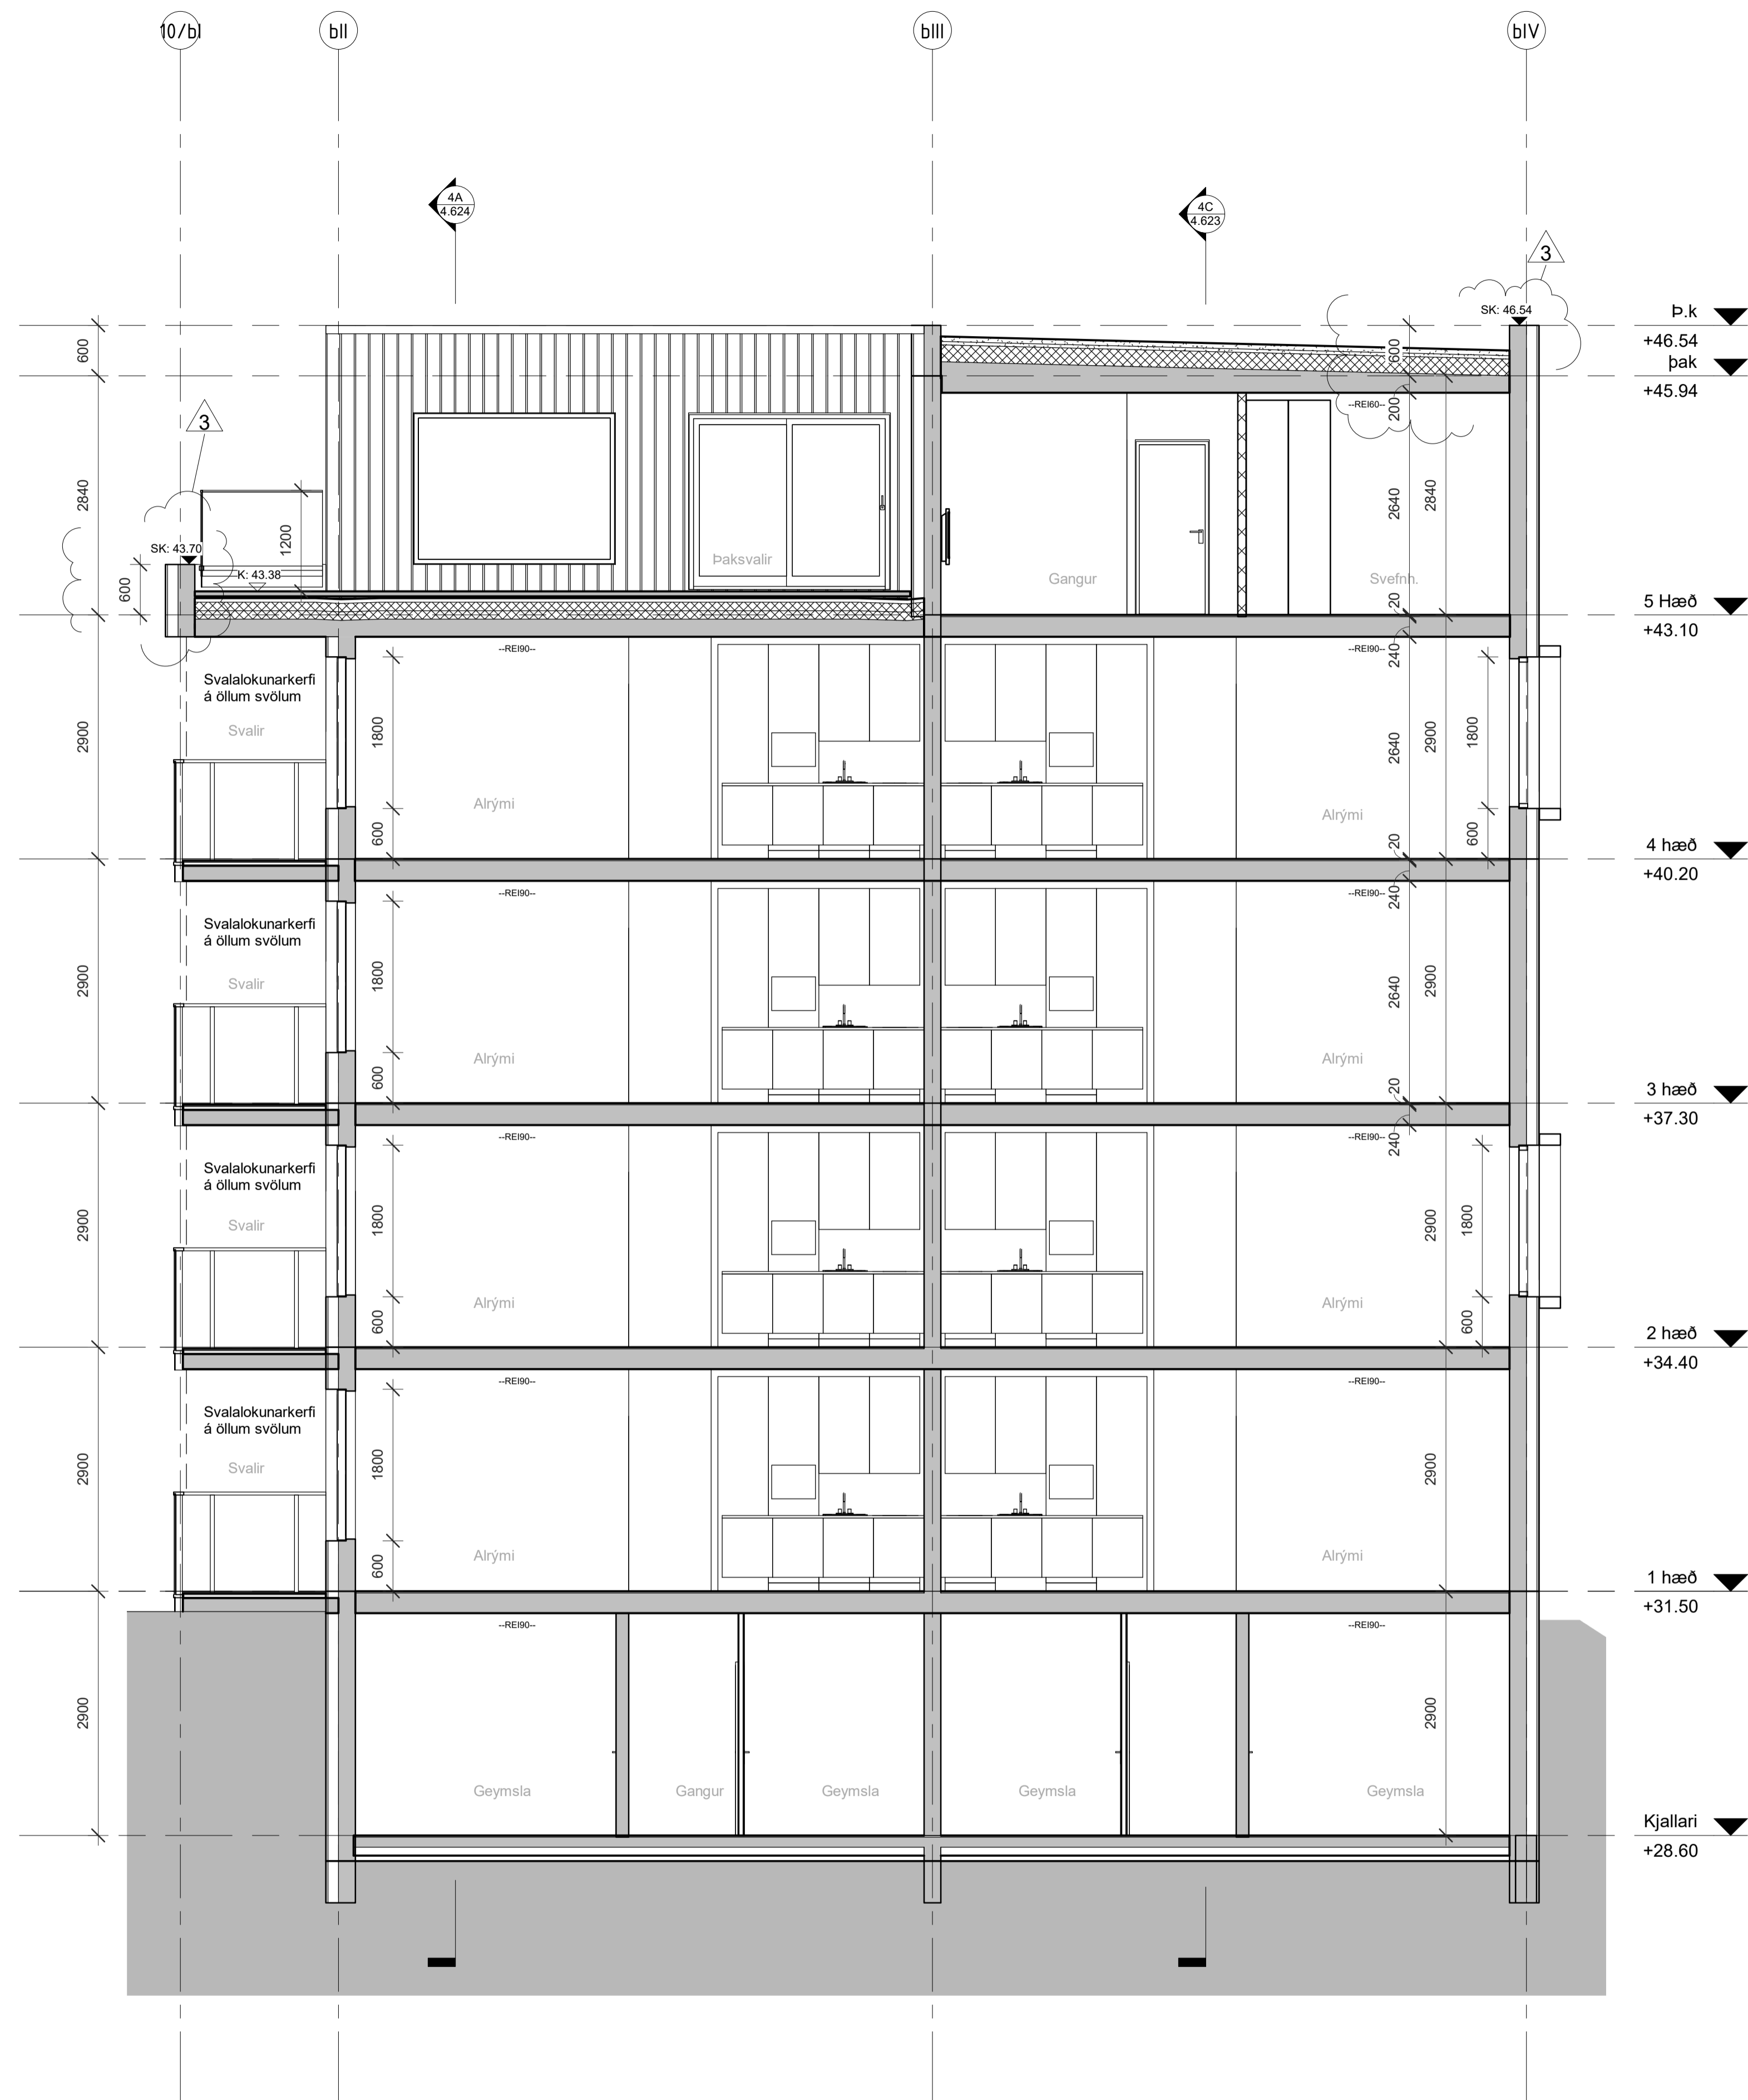 10/bI
bII
bIII
bIV
4A
4.624
4C
4.623
3
SK: 46.54
Þ.k
+46.54
þak
+45.94
600
600
--REI60--
200
3
2840
2640
2840
1200
SK: 43.70
K: 43.38
600
Þaksvalir
Gangur
Svefnh.
20
5 Hæð
+43.10
--REI90--
--REI90--
240
Svalalokunarkerfi
á öllum svölum
Svalir
2900
1800
2640
2900
1800
Alrými
Alrými
600
20
600
4 hæð
+40.20
--REI90--
--REI90--
240
Svalalokunarkerfi
á öllum svölum
Svalir
2900
1800
2640
2900
Alrými
Alrými
600
20
3 hæð
+37.30
--REI90--
--REI90--
240
Svalalokunarkerfi
á öllum svölum
Svalir
2900
1800
2900
1800
Alrými
Alrými
600
600
2 hæð
+34.40
--REI90--
--REI90--
Svalalokunarkerfi
á öllum svölum
Svalir
2900
1800
2900
Alrými
Alrými
600
1 hæð
+31.50
--REI90--
--REI90--
2900
2900
Geymsla
Gangur
Geymsla
Geymsla
Geymsla
Kjallari
+28.60